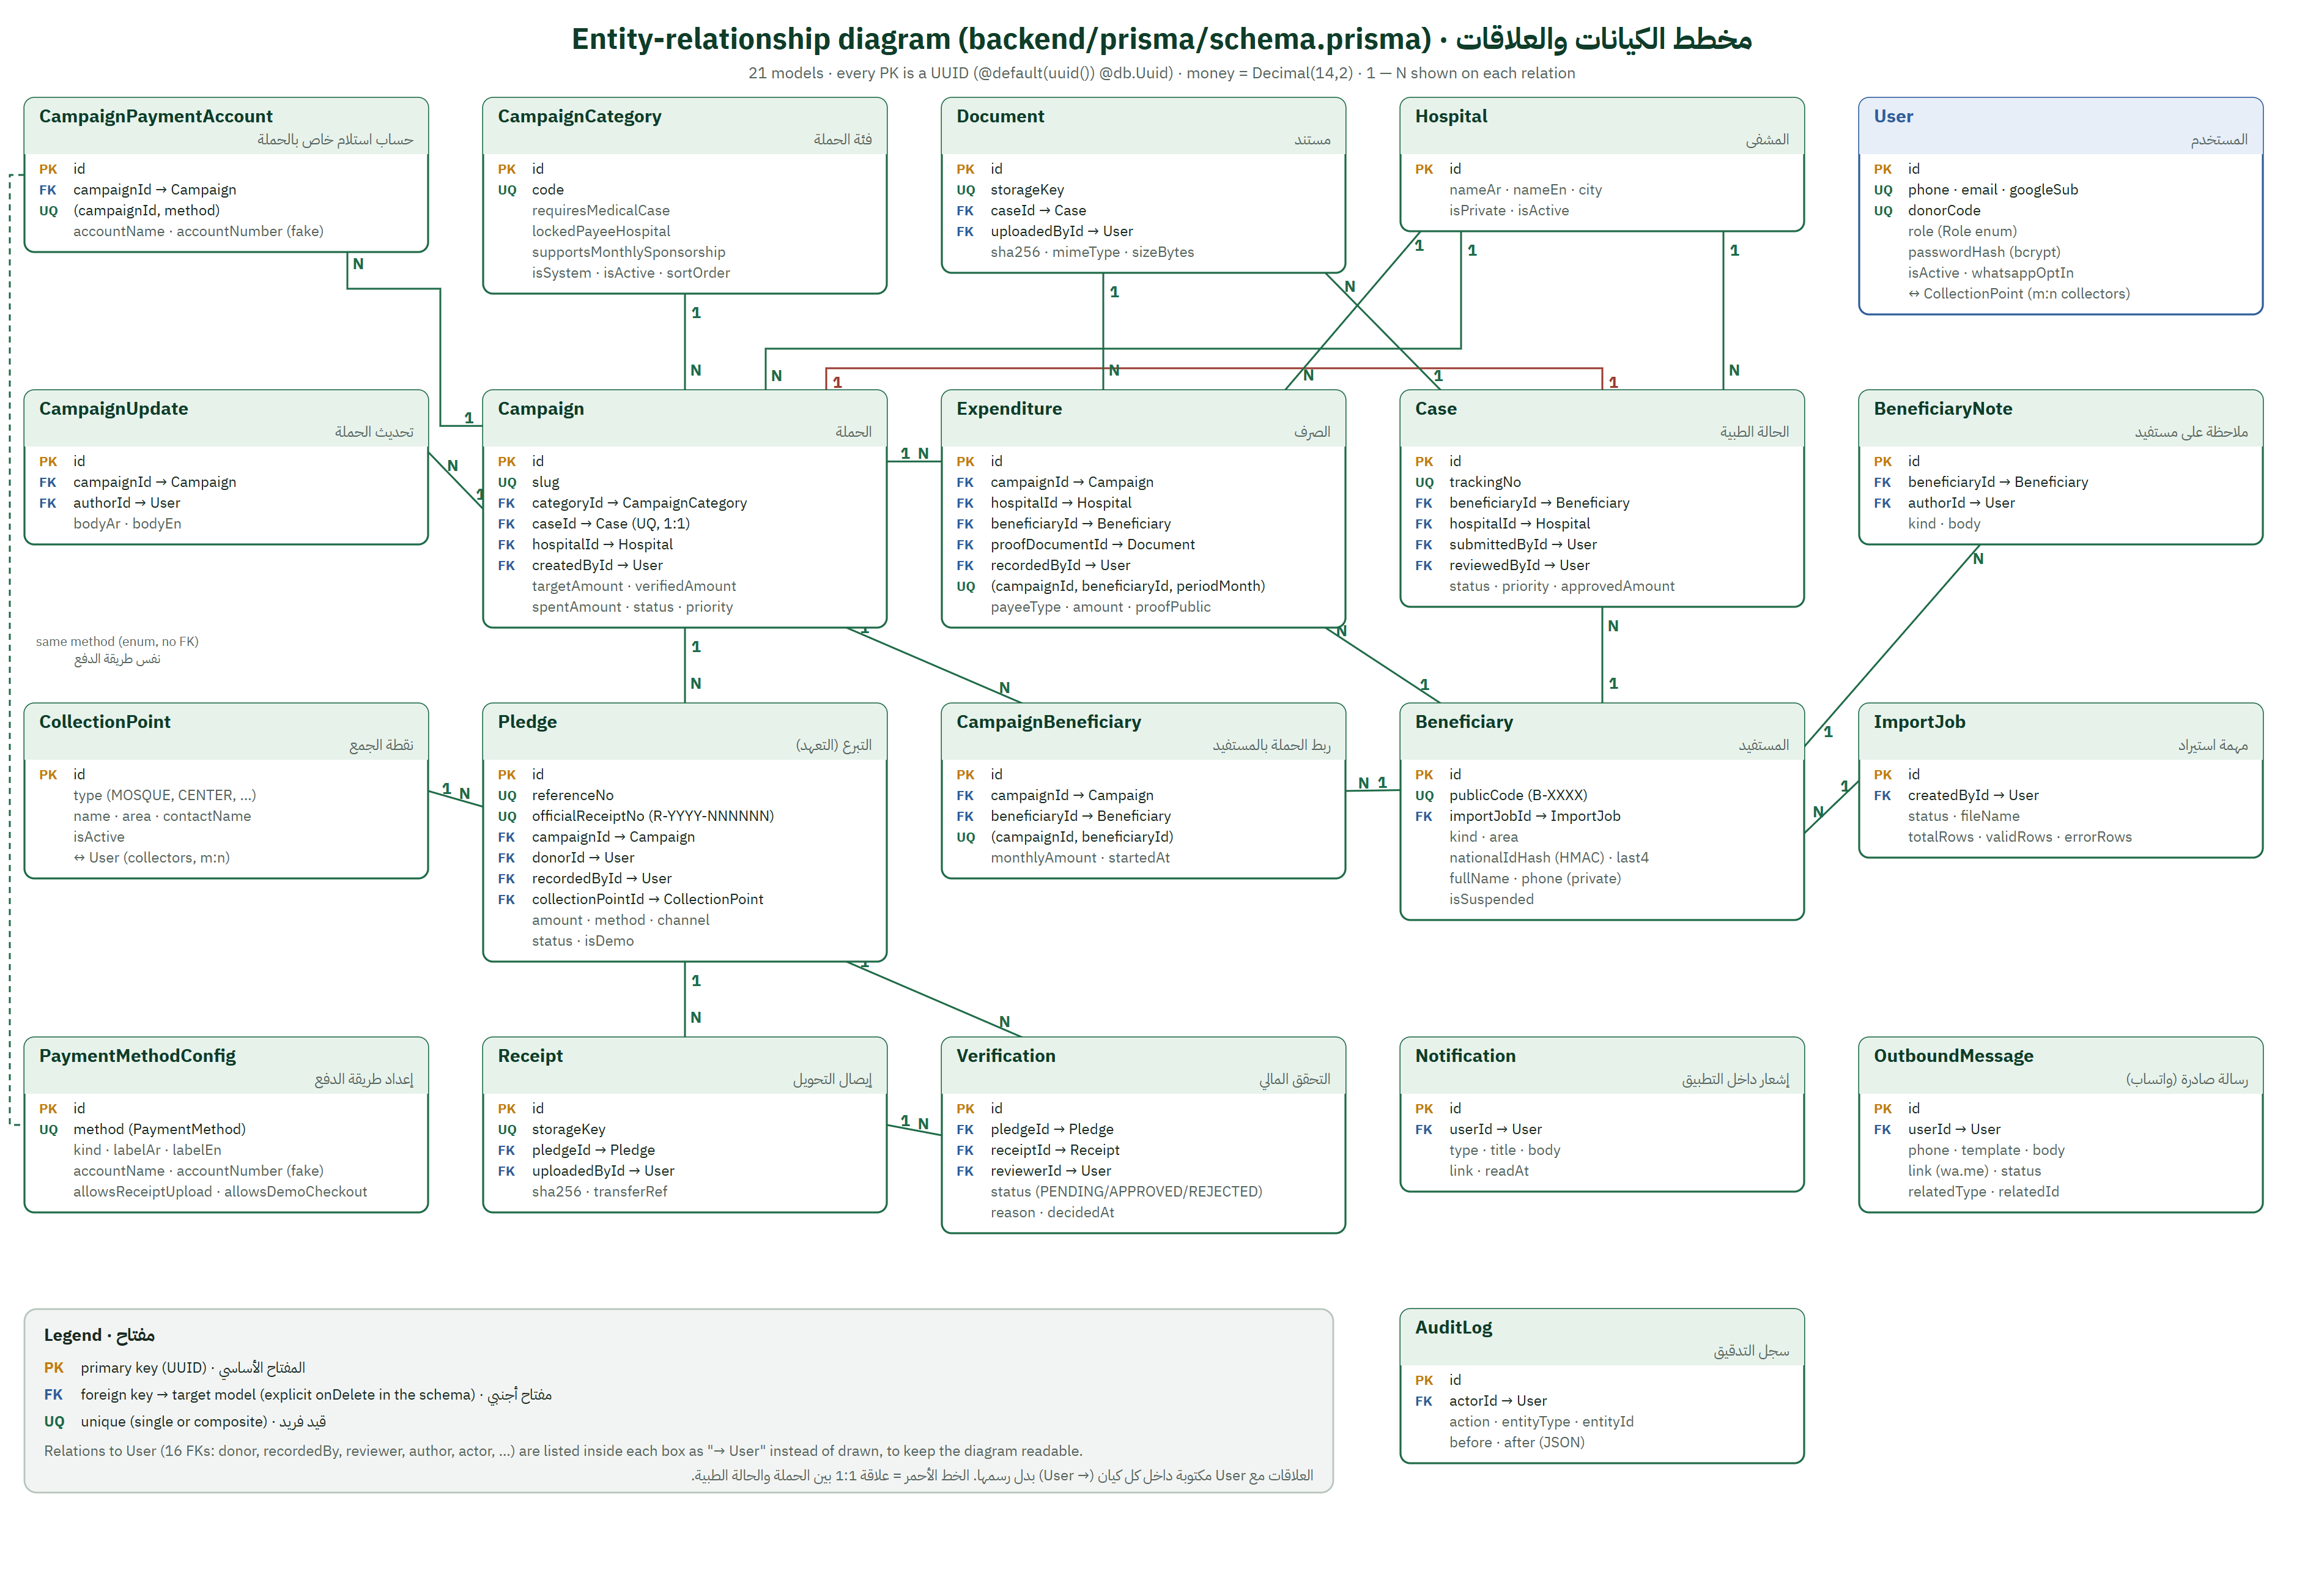 Entity-relationship diagram (backend/prisma/schema.prisma) · مخطط الكيانات والعلاقات
21 models · every PK is a UUID (@default(uuid()) @db.Uuid) · money = Decimal(14,2) · 1 — N shown on each relation
CampaignPaymentAccount
حساب استلام خاص بالحملة
PK id
FK campaignId → Campaign
UQ (campaignId, method)
accountName · accountNumber (fake)
CampaignCategory
فئة الحملة
PK id
UQ code
requiresMedicalCase
lockedPayeeHospital
supportsMonthlySponsorship
isSystem · isActive · sortOrder
Document
مستند
PK id
UQ storageKey
FK caseId → Case
FK uploadedById → User
sha256 · mimeType · sizeBytes
Hospital
المشفى
PK id
nameAr · nameEn · city
isPrivate · isActive
User
المستخدم
PK id
UQ phone · email · googleSub
UQ donorCode
role (Role enum)
passwordHash (bcrypt)
isActive · whatsappOptIn
↔ CollectionPoint (m:n collectors)
N
1
1
N
1
1
1
N
N
1
N
N
1
1
N
1
CampaignUpdate
تحديث الحملة
PK id
FK campaignId → Campaign
FK authorId → User
bodyAr · bodyEn
N
1
Campaign
الحملة
PK id
UQ slug
FK categoryId → CampaignCategory
FK caseId → Case (UQ, 1:1)
FK hospitalId → Hospital
FK createdById → User
targetAmount · verifiedAmount
spentAmount · status · priority
1 N
Expenditure
الصرف
PK id
FK campaignId → Campaign
FK hospitalId → Hospital
FK beneficiaryId → Beneficiary
FK proofDocumentId → Document
FK recordedById → User
UQ (campaignId, beneficiaryId, periodMonth)
payeeType · amount · proofPublic
Case
الحالة الطبية
PK id
UQ trackingNo
FK beneficiaryId → Beneficiary
FK hospitalId → Hospital
FK submittedById → User
FK reviewedById → User
status · priority · approvedAmount
BeneficiaryNote
ملاحظة على مستفيد
PK id
FK beneficiaryId → Beneficiary
FK authorId → User
kind · body
N
same method (enum, no FK)
نفس طريقة الدفع
1
1
N
N
N
N
1
1
1
CollectionPoint
نقطة الجمع
PK id
type (MOSQUE, CENTER, ...)
name · area · contactName
isActive
↔ User (collectors, m:n)
1 N
Pledge
التبرع (التعهد)
PK id
UQ referenceNo
UQ officialReceiptNo (R-YYYY-NNNNNN)
FK campaignId → Campaign
FK donorId → User
FK recordedById → User
FK collectionPointId → CollectionPoint
amount · method · channel
status · isDemo
CampaignBeneficiary
ربط الحملة بالمستفيد
PK id
FK campaignId → Campaign
FK beneficiaryId → Beneficiary
UQ (campaignId, beneficiaryId)
monthlyAmount · startedAt
N 1
Beneficiary
المستفيد
PK id
UQ publicCode (B-XXXX)
FK importJobId → ImportJob
kind · area
nationalIdHash (HMAC) · last4
fullName · phone (private)
isSuspended
1
N
ImportJob
مهمة استيراد
PK id
FK createdById → User
status · fileName
totalRows · validRows · errorRows
1
1
N
N
PaymentMethodConfig
إعداد طريقة الدفع
PK id
UQ method (PaymentMethod)
kind · labelAr · labelEn
accountName · accountNumber (fake)
allowsReceiptUpload · allowsDemoCheckout
Receipt
إيصال التحويل
PK id
UQ storageKey
FK pledgeId → Pledge
FK uploadedById → User
sha256 · transferRef
1 N
Verification
التحقق المالي
PK id
FK pledgeId → Pledge
FK receiptId → Receipt
FK reviewerId → User
status (PENDING/APPROVED/REJECTED)
reason · decidedAt
Notification
إشعار داخل التطبيق
PK id
FK userId → User
type · title · body
link · readAt
OutboundMessage
رسالة صادرة (واتساب)
PK id
FK userId → User
phone · template · body
link (wa.me) · status
relatedType · relatedId
Legend · مفتاح
PK primary key (UUID) · المفتاح الأساسي
FK foreign key → target model (explicit onDelete in the schema) · مفتاح أجنبي
UQ unique (single or composite) · قيد فريد
Relations to User (16 FKs: donor, recordedBy, reviewer, author, actor, ...) are listed inside each box as "→ User" instead of drawn, to keep the diagram readable.
العلاقات مع User مكتوبة داخل كل كيان (→ User) بدل رسمها. الخط الأحمر = علاقة 1:1 بين الحملة والحالة الطبية.
AuditLog
سجل التدقيق
PK id
FK actorId → User
action · entityType · entityId
before · after (JSON)